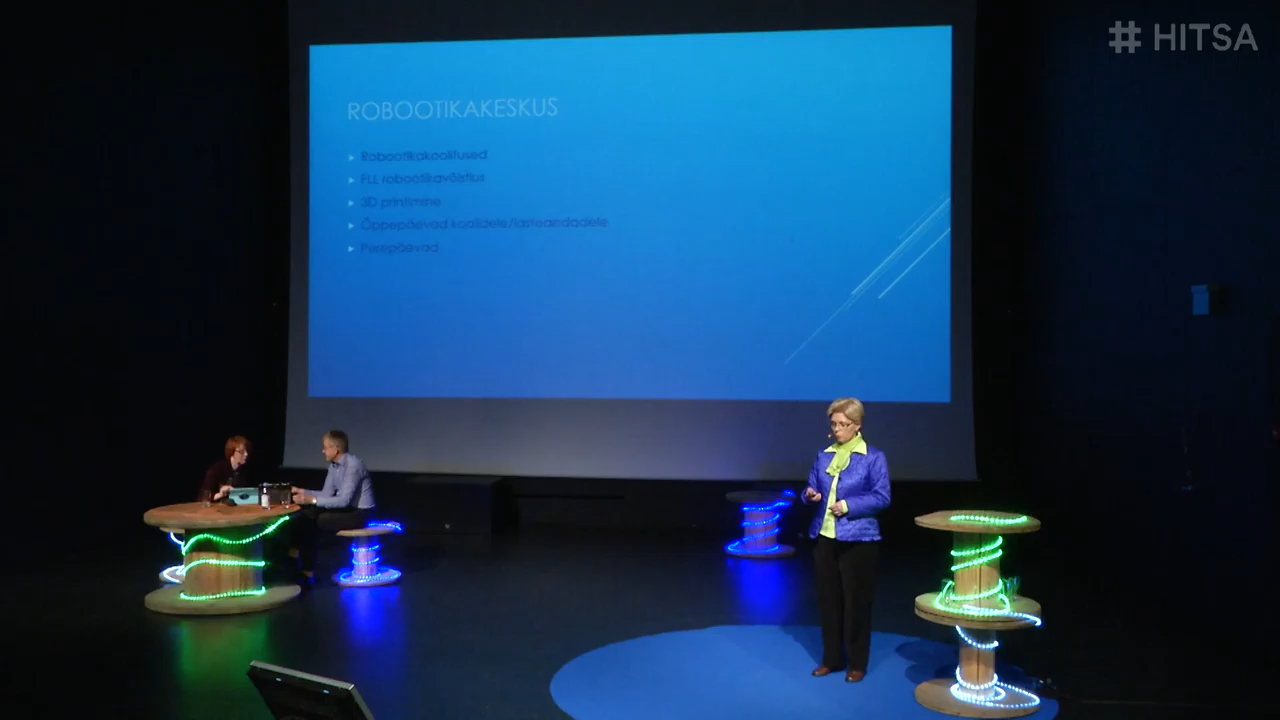 # HITSA
ROBOOTIKAKESKUS
Robootikakoolitused
FLL robootikavõistlus
3D printimine
Õppepäevad koolidele/lasteaedadele
Perepäevad